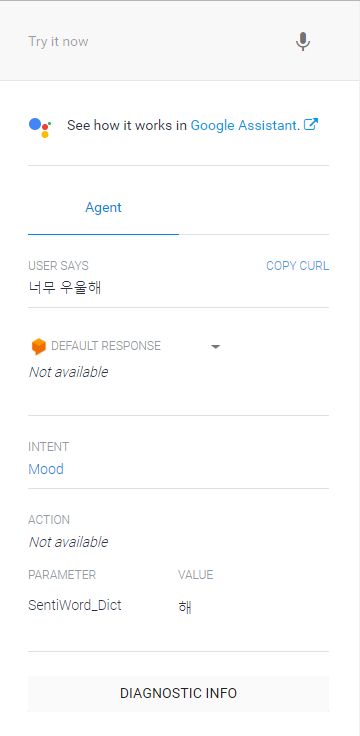 Try it now
See how it works in Google Assistant.
Agent
USER SAYS COPY CURL
너무 우울해
DEFAULT RESPONSE
Not available
INTENT
Mood
ACTION
Not available
PARAMETER VALUE
SentiWord_Dict 해
DIAGNOSTIC INFO